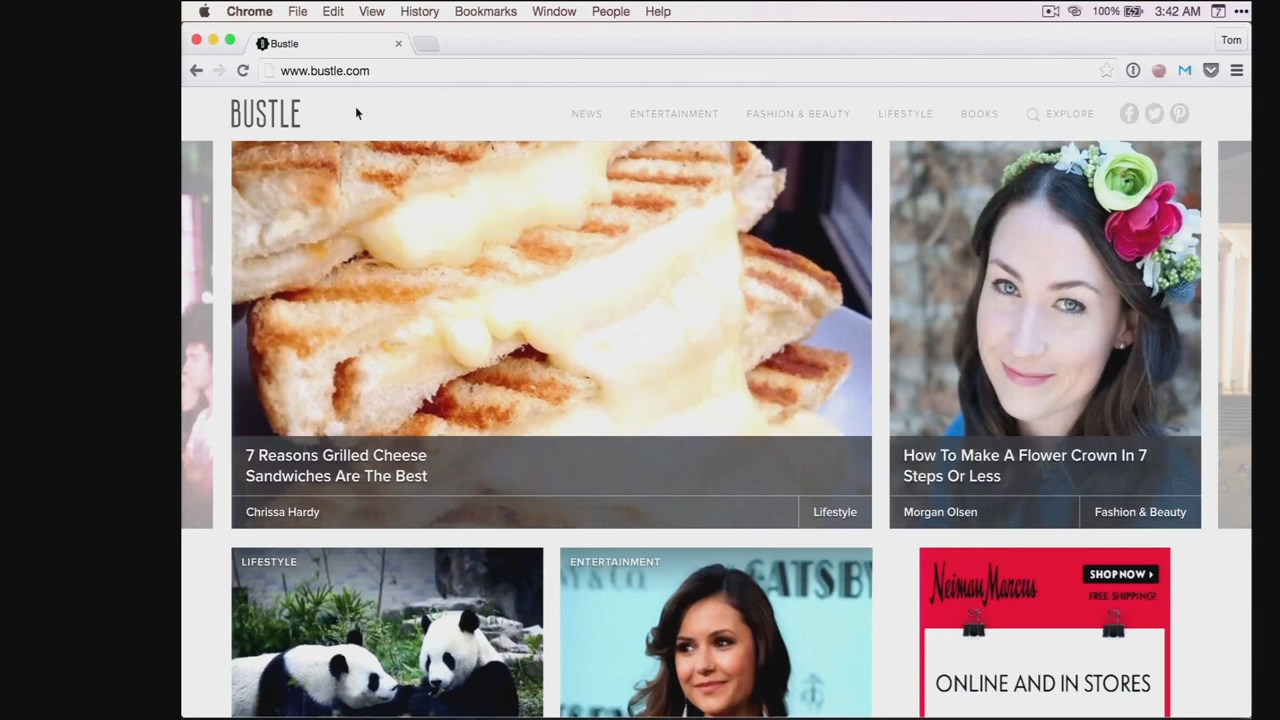 Chrome File Edit View History Bookmarks Window People Help 100% 3:42 AM 7
Bustle
Tom
www.bustle.com
BUSTLE NEWS ENTERTAINMENT FASHION & BEAUTY LIFESTYLE BOOKS EXPLORE
7 Reasons Grilled Cheese
Sandwiches Are The Best
Chrissa Hardy Lifestyle
How To Make A Flower Crown In 7
Steps Or Less
Morgan Olsen Fashion & Beauty
LIFESTYLE
ENTERTAINMENT
GATSBY
Neiman Marcus
SHOP NOW
FREE SHIPPING!
ONLINE AND IN STORES